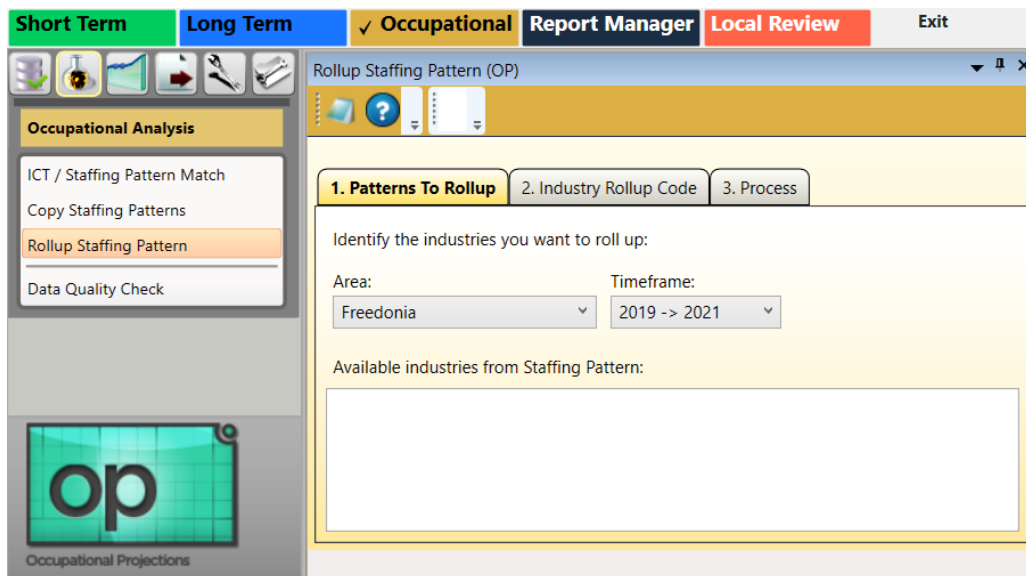 Short Term Long Term ✓ Occupational Report Manager Local Review Exit
Rollup Staffing Pattern (OP)
Occupational Analysis
ICT / Staffing Pattern Match
Copy Staffing Patterns
Rollup Staffing Pattern
Data Quality Check
1. Patterns To Rollup 2. Industry Rollup Code 3. Process
Identify the industries you want to roll up:
Area: Timeframe:
Freedonia 2019 -> 2021
Available industries from Staffing Pattern:
op
Occupational Projections